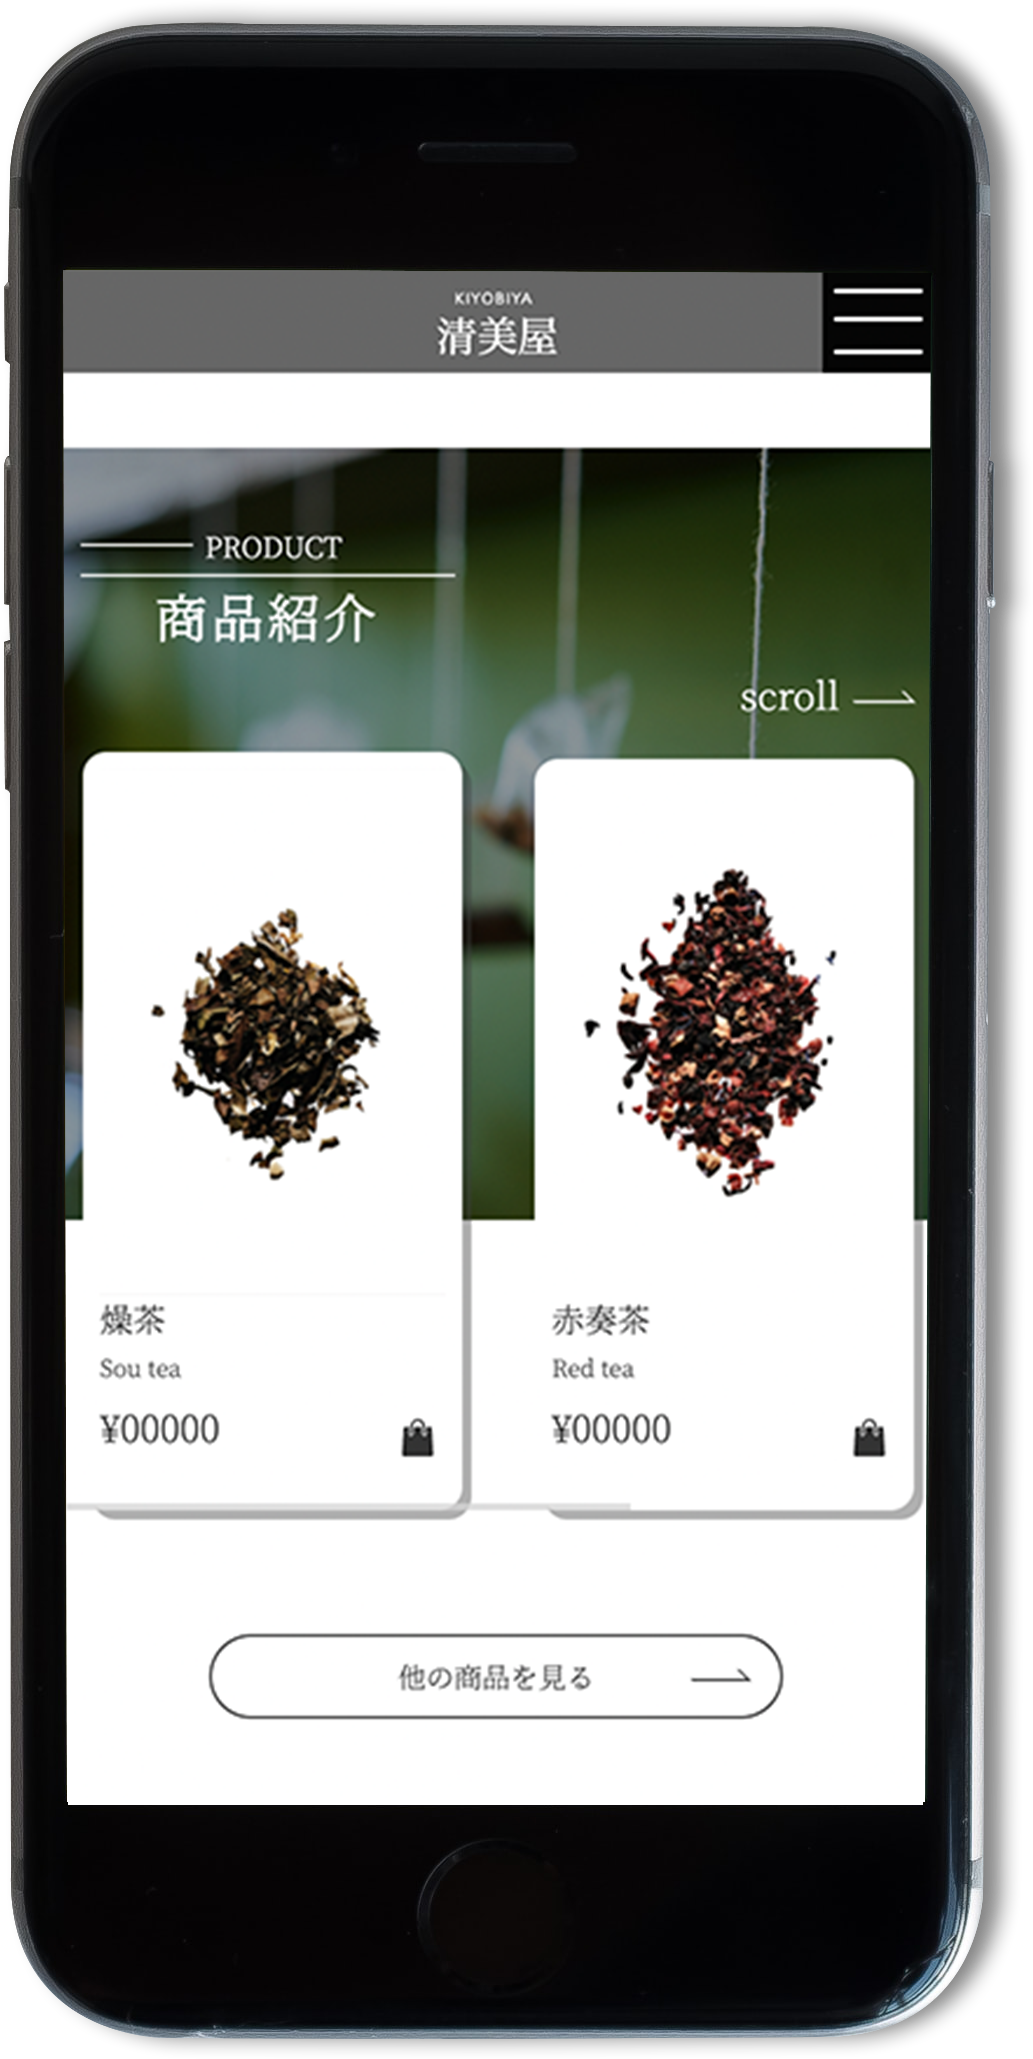 KIYOBIYA
清美屋
PRODUCT
商品紹介
scroll
燥茶
Sou tea
¥00000
赤奏茶
Red tea
¥00000
他の商品を見る